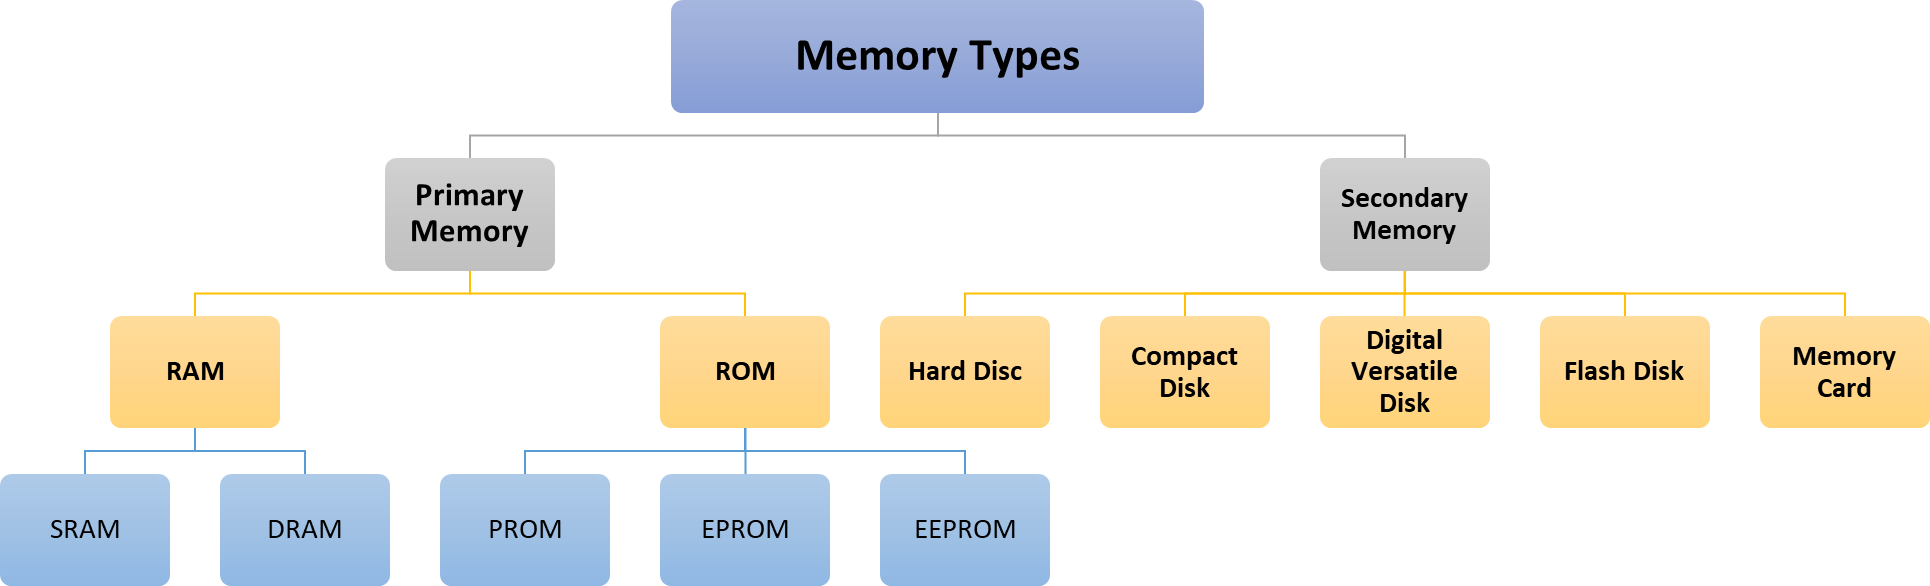 Memory Types
Primary
Memory
Secondary
Memory
RAM
ROM
Hard Disc
Compact
Disk
Digital
Versatile
Disk
Flash Disk
Memory
Card
SRAM
DRAM
PROM
EPROM
EEPROM